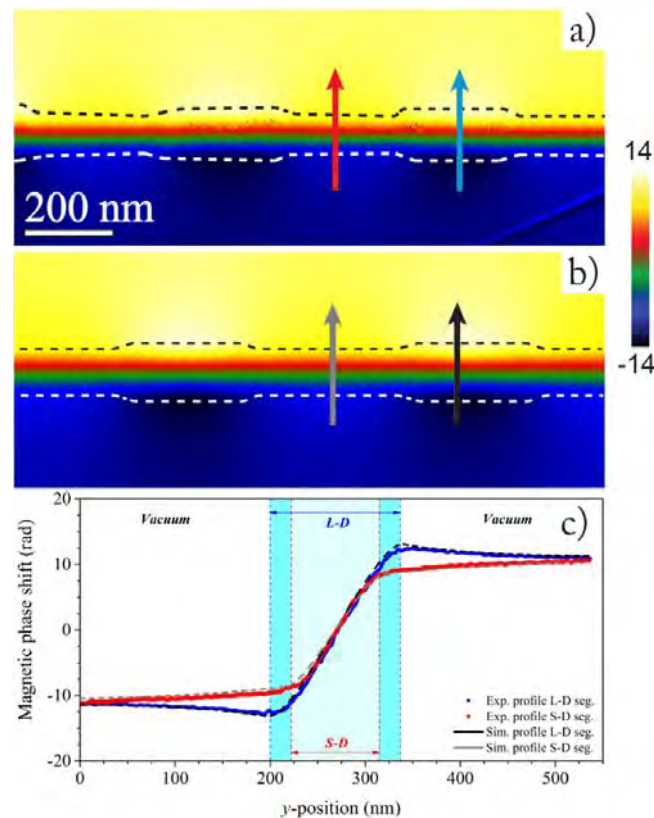 a)
14
200 nm
-14
b)
c)
20
10
0
-10
-20
Magnetic phase shift (rad)
Vacuum
L-D
Vacuum
S-D
Exp. profile L-D seg.
Exp. profile S-D seg.
Sim. profile L-D seg.
Sim. profile S-D seg.
0 100 200 300 400 500
y-position (nm)